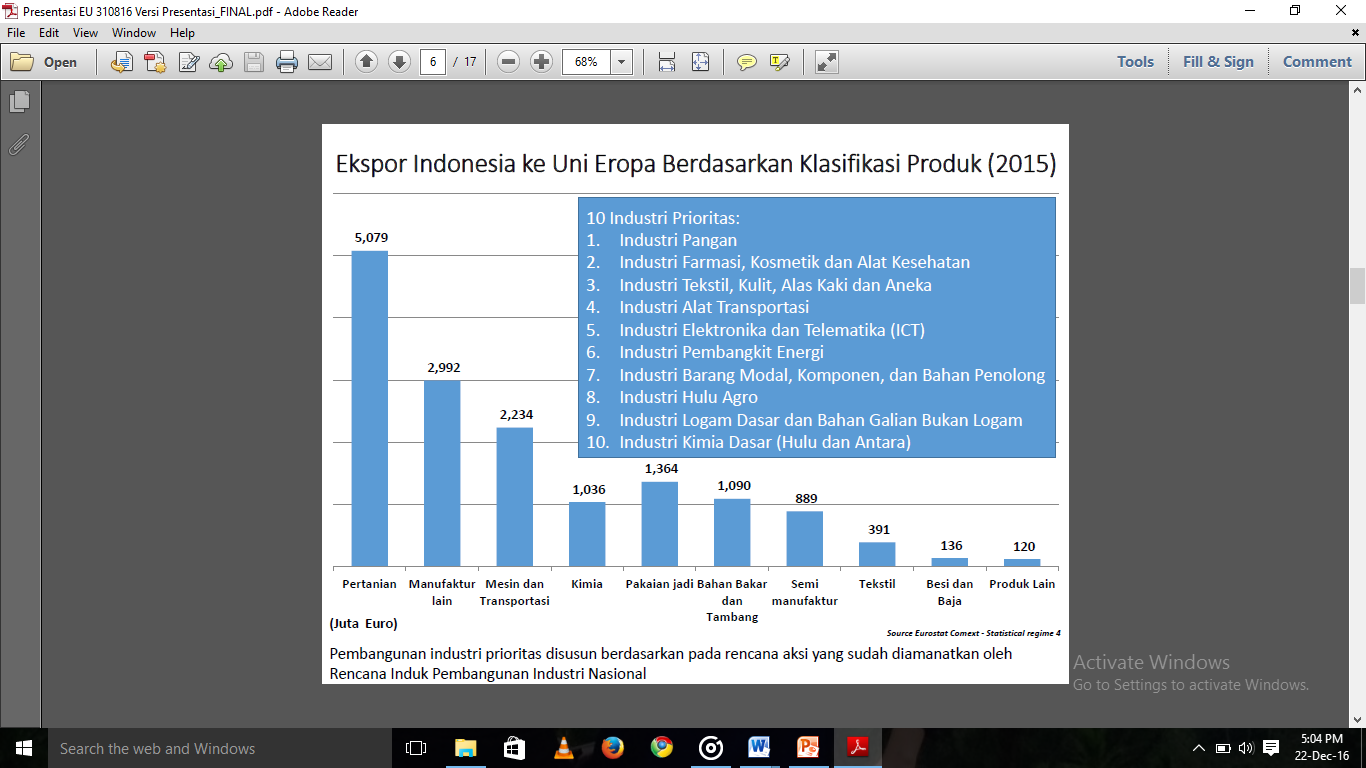 Presentasi EU 310816 Versi Presentasi_FINAL.pdf - Adobe Reader
File Edit View Window Help
Open 6 / 17 68% Tools Fill & Sign Comment
Ekspor Indonesia ke Uni Eropa Berdasarkan Klasifikasi Produk (2015)
10 Industri Prioritas:
1. Industri Pangan
2. Industri Farmasi, Kosmetik dan Alat Kesehatan
3. Industri Tekstil, Kulit, Alas Kaki dan Aneka
4. Industri Alat Transportasi
5. Industri Elektronika dan Telematika (ICT)
6. Industri Pembangkit Energi
7. Industri Barang Modal, Komponen, dan Bahan Penolong
8. Industri Hulu Agro
9. Industri Logam Dasar dan Bahan Galian Bukan Logam
10. Industri Kimia Dasar (Hulu dan Antara)
5,079
2,992
2,234
1,036
1,364
1,090
889
391
136
120
Pertanian
Manufaktur
lain
Mesin dan
Transportasi
Kimia
Pakaian jadi
Bahan Bakar
dan
Tambang
Semi
manufaktur
Tekstil
Besi dan
Baja
Produk Lain
(Juta Euro)
Source Eurostat Comext - Statistical regime 4
Pembangunan industri prioritas disusun berdasarkan pada rencana aksi yang sudah diamanatkan oleh
Rencana Induk Pembangunan Industri Nasional
Activate Windows
Go to Settings to activate Windows.
Search the web and Windows
5:04 PM
22-Dec-16